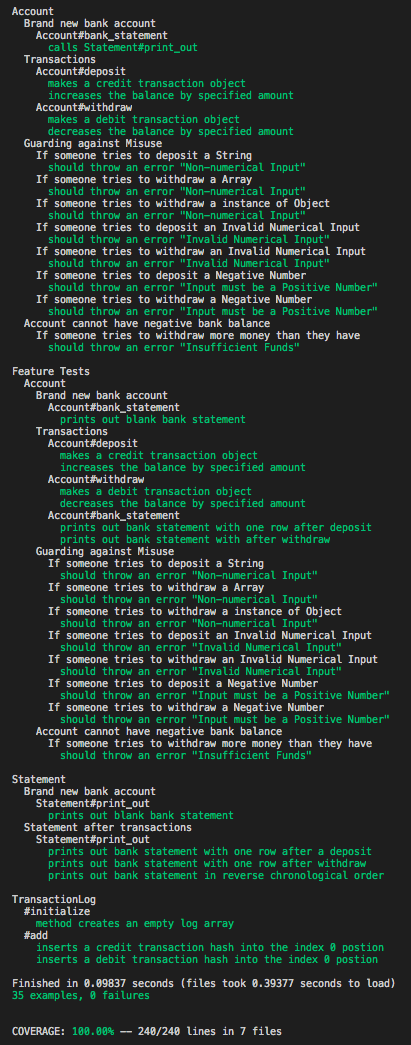 Account
  Brand new bank account
    Account#bank_statement
      calls Statement#print_out
  Transactions
    Account#deposit
      makes a credit transaction object
      increases the balance by specified amount
    Account#withdraw
      makes a debit transaction object
      decreases the balance by specified amount
  Guarding against Misuse
    If someone tries to deposit a String
      should throw an error "Non-numerical Input"
    If someone tries to withdraw a Array
      should throw an error "Non-numerical Input"
    If someone tries to withdraw a instance of Object
      should throw an error "Non-numerical Input"
    If someone tries to deposit an Invalid Numerical Input
      should throw an error "Invalid Numerical Input"
    If someone tries to withdraw an Invalid Numerical Input
      should throw an error "Invalid Numerical Input"
    If someone tries to deposit a Negative Number
      should throw an error "Input must be a Positive Number"
    If someone tries to withdraw a Negative Number
      should throw an error "Input must be a Positive Number"
  Account cannot have negative bank balance
    If someone tries to withdraw more money than they have
      should throw an error "Insufficient Funds"

Feature Tests
  Account
    Brand new bank account
      Account#bank_statement
        prints out blank bank statement
    Transactions
      Account#deposit
        makes a credit transaction object
        increases the balance by specified amount
      Account#withdraw
        makes a debit transaction object
        decreases the balance by specified amount
      Account#bank_statement
        prints out bank statement with one row after deposit
        prints out bank statement with after withdraw
    Guarding against Misuse
      If someone tries to deposit a String
        should throw an error "Non-numerical Input"
      If someone tries to withdraw a Array
        should throw an error "Non-numerical Input"
      If someone tries to withdraw a instance of Object
        should throw an error "Non-numerical Input"
      If someone tries to deposit an Invalid Numerical Input
        should throw an error "Invalid Numerical Input"
      If someone tries to withdraw an Invalid Numerical Input
        should throw an error "Invalid Numerical Input"
      If someone tries to deposit a Negative Number
        should throw an error "Input must be a Positive Number"
      If someone tries to withdraw a Negative Number
        should throw an error "Input must be a Positive Number"
    Account cannot have negative bank balance
      If someone tries to withdraw more money than they have
        should throw an error "Insufficient Funds"

Statement
  Brand new bank account
    Statement#print_out
      prints out blank bank statement
  Statement after transactions
    Statement#print_out
      prints out bank statement with one row after a deposit
      prints out bank statement with one row after withdraw
      prints out bank statement in reverse chronological order

TransactionLog
  #initialize
    method creates an empty log array
  #add
    inserts a credit transaction hash into the index 0 postion
    inserts a debit transaction hash into the index 0 postion

Finished in 0.09837 seconds (files took 0.39377 seconds to load)
35 examples, 0 failures

COVERAGE: 100.00% -- 240/240 lines in 7 files